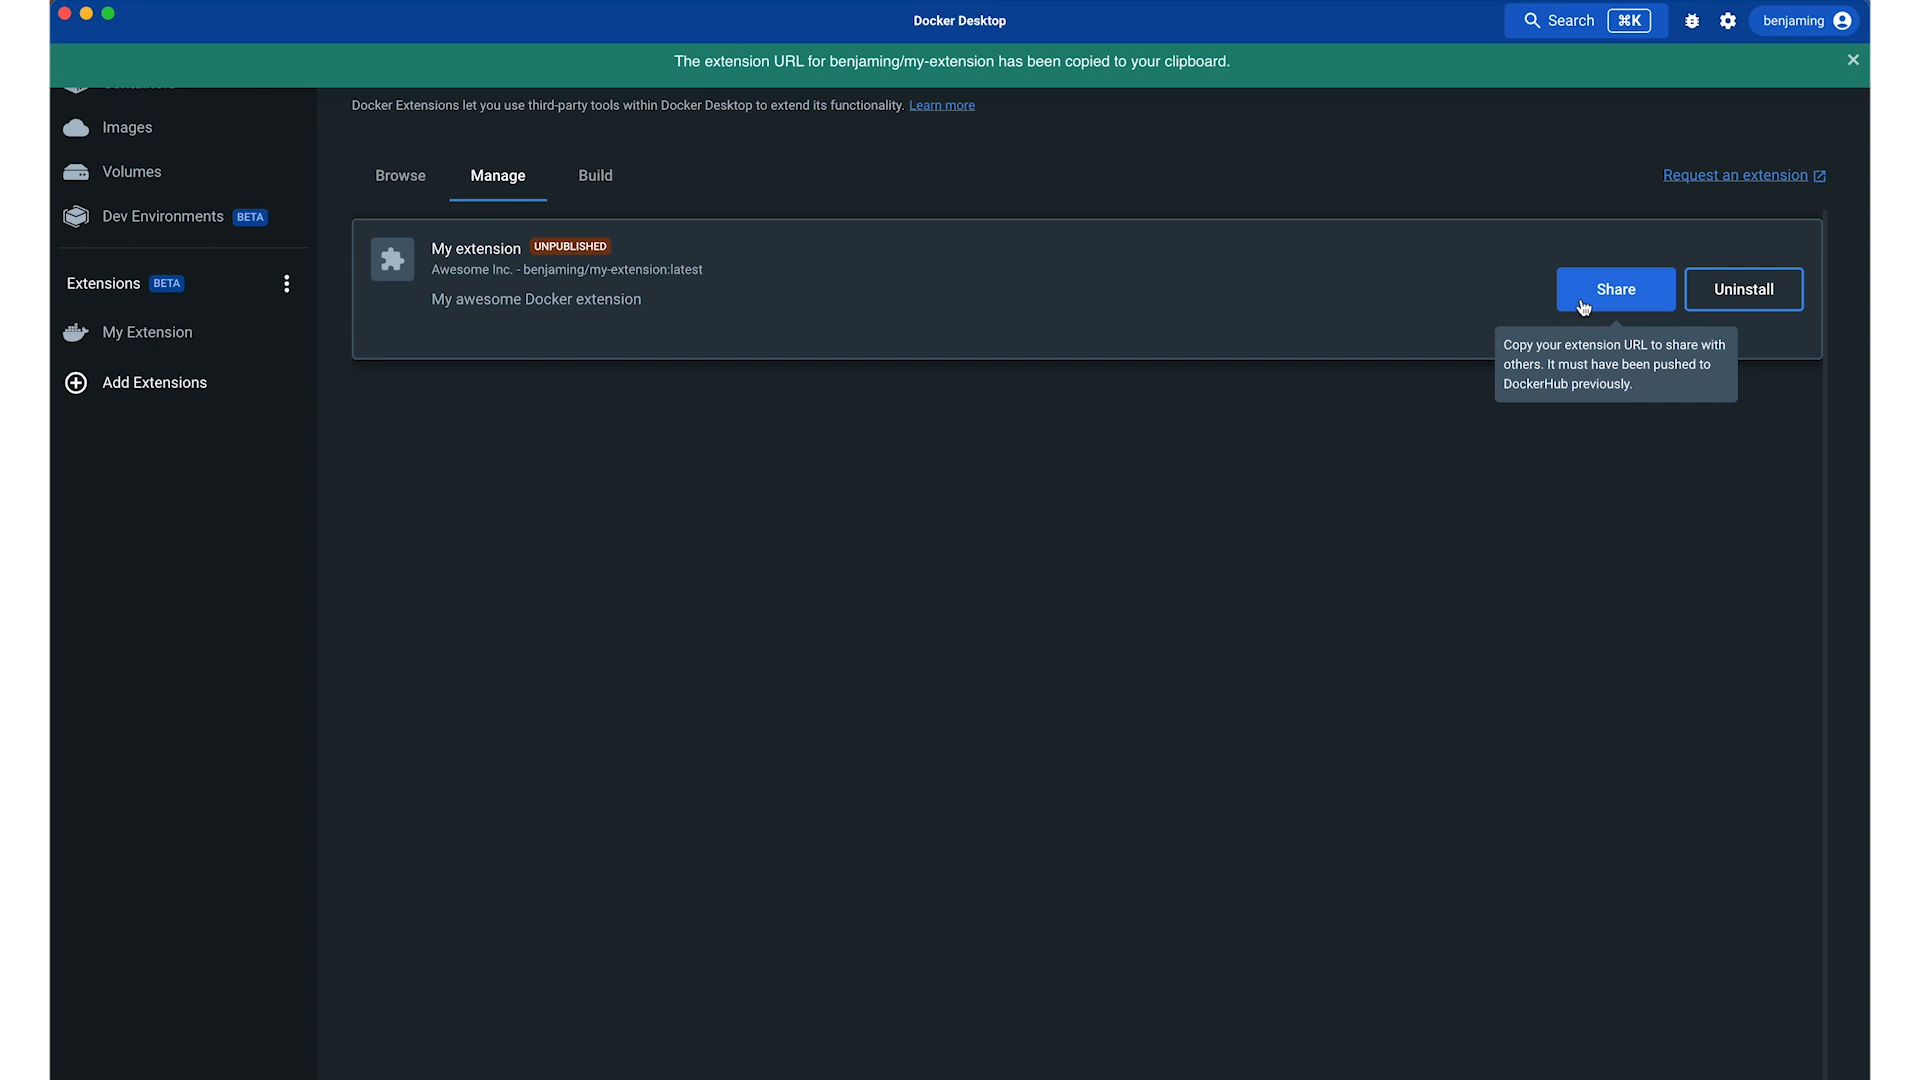 Docker Desktop
Search ⌘K
benjaming
The extension URL for benjaming/my-extension has been copied to your clipboard.
Docker Extensions let you use third-party tools within Docker Desktop to extend its functionality. Learn more
Images
Volumes
Dev Environments BETA
Extensions BETA
My Extension
Add Extensions
Browse
Manage
Build
Request an extension
My extension UNPUBLISHED
Awesome Inc. - benjaming/my-extension:latest
My awesome Docker extension
Share
Uninstall
Copy your extension URL to share with
others. It must have been pushed to
DockerHub previously.